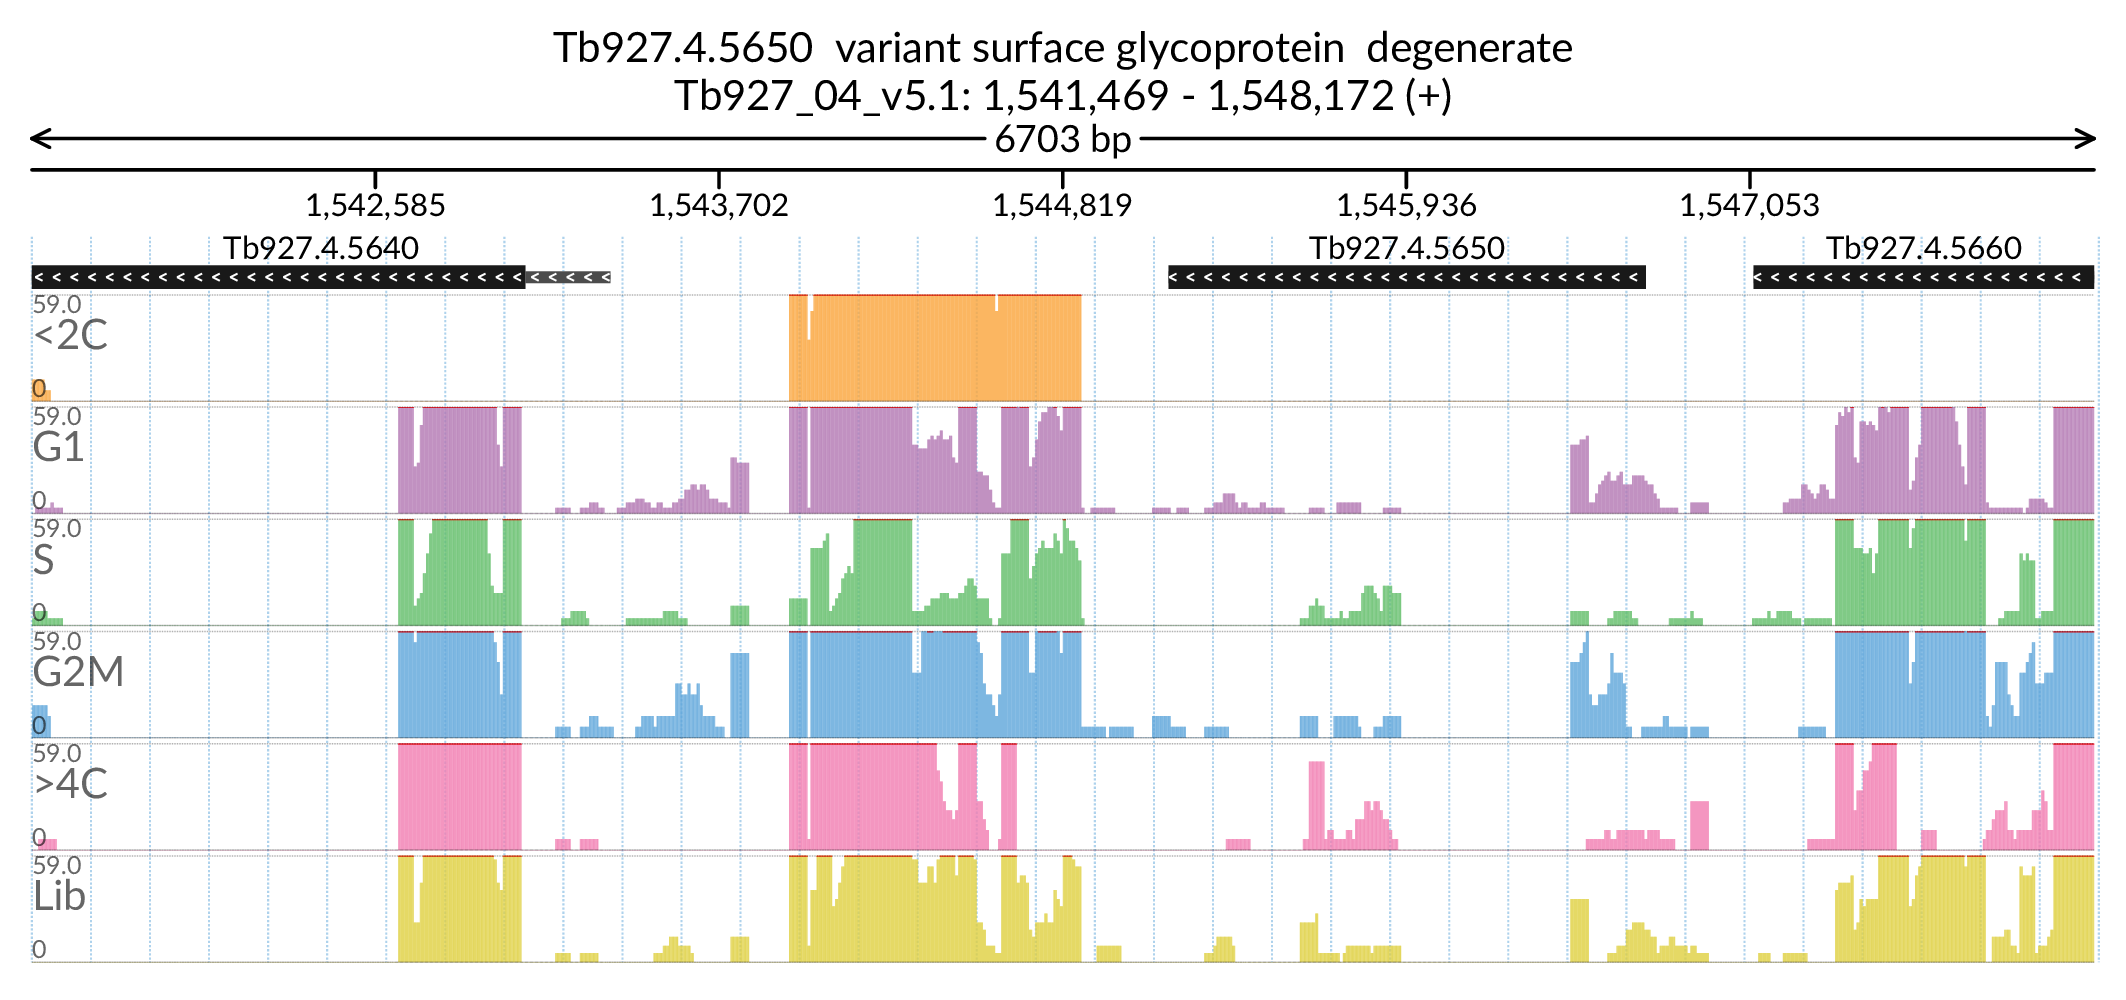 Tb927.4.5650 variant surface glycoprotein degenerate
Tb927_04_v5.1: 1,541,469 - 1,548,172 (+)
6703 bp
1,542,585 1,543,702 1,544,819 1,545,936 1,547,053
Tb927.4.5640 Tb927.4.5650 Tb927.4.5660
59.0
<2C
0
59.0
G1
0
59.0
S
0
59.0
G2M
0
59.0
>4C
0
59.0
Lib
0